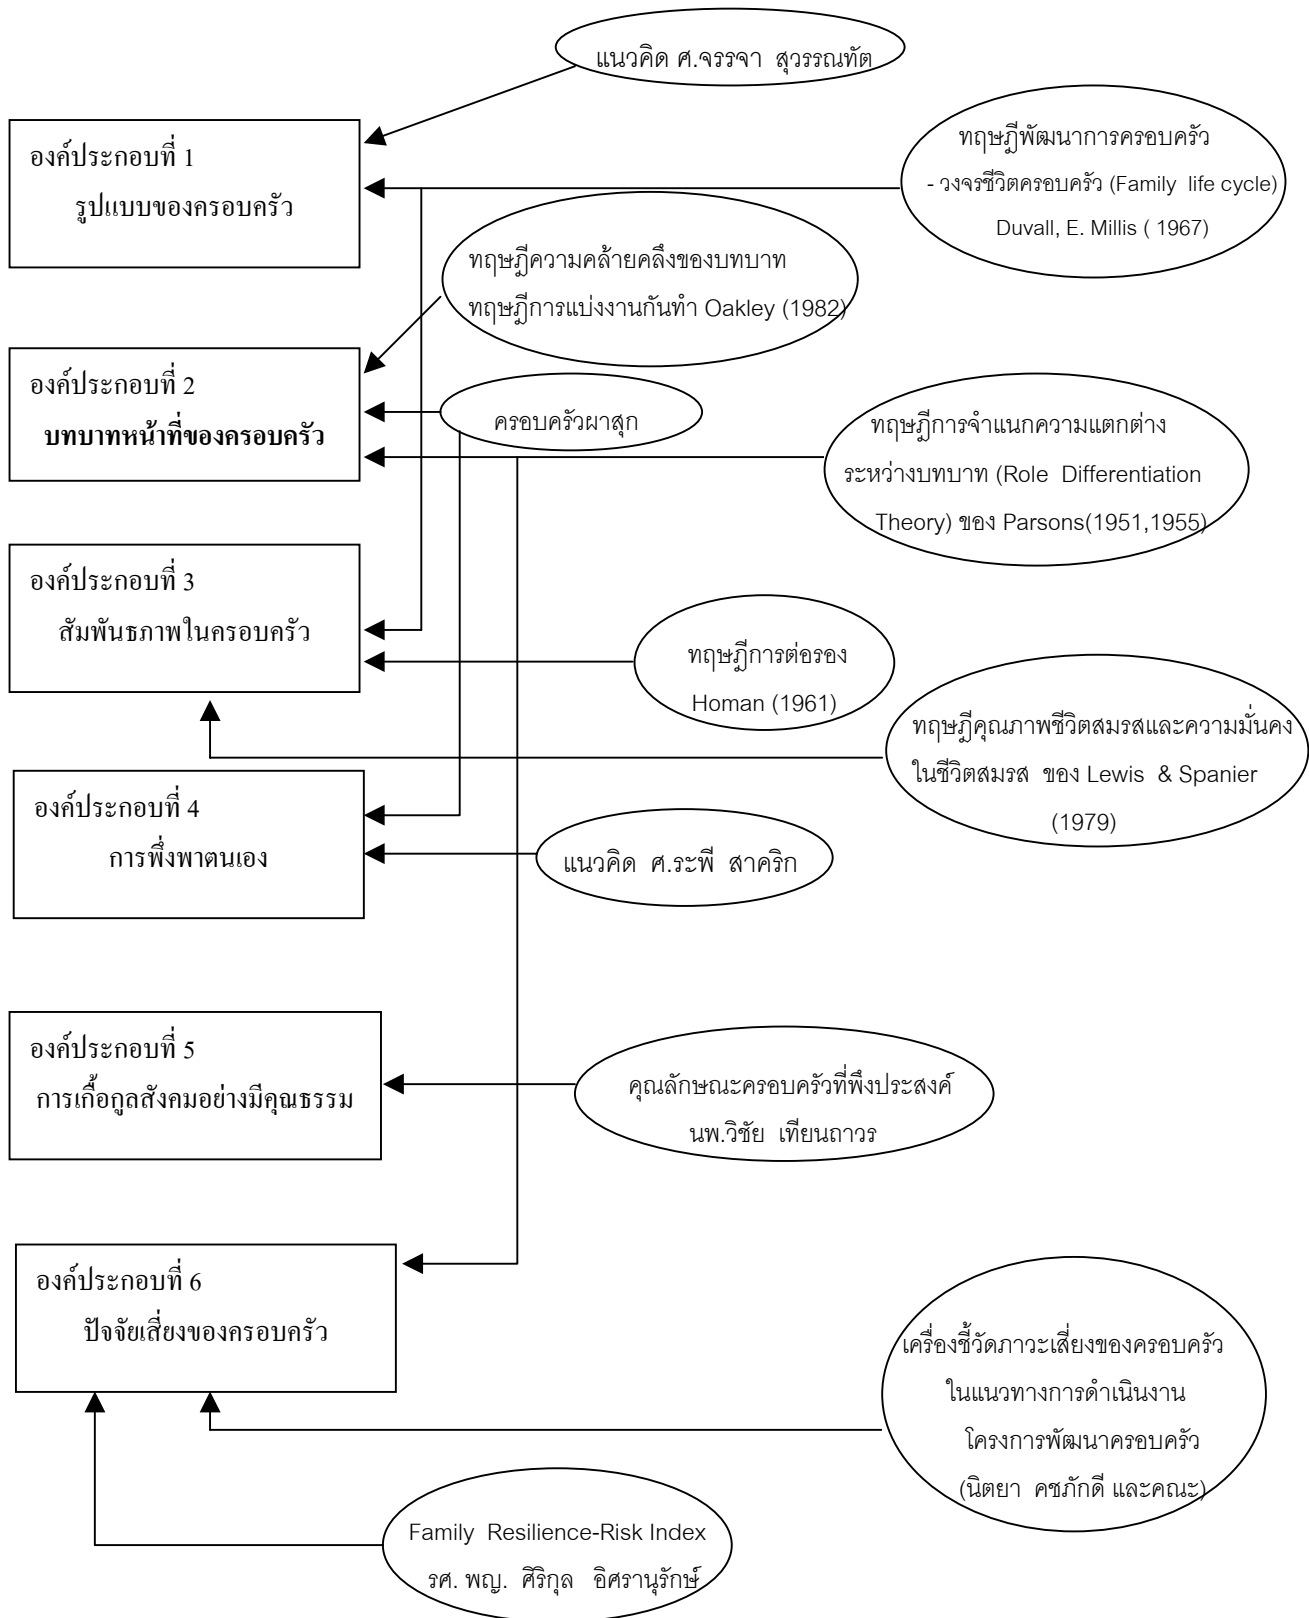 แนวคิด ศ.จรรจา  สุวรรณทัต
องค์ประกอบที่ 1
รูปแบบของครอบครัว
ทฤษฎีพัฒนาการครอบครัว
- วงจรชีวิตครอบครัว (Family  life cycle)
Duvall, E. Millis ( 1967)
ทฤษฎีความคล้ายคลึงของบทบาท
ทฤษฎีการแบ่งงานกันทำ Oakley (1982)
องค์ประกอบที่ 2
บทบาทหน้าที่ของครอบครัว
ครอบครัวผาสุก
ทฤษฎีการจำแนกความแตกต่าง
ระหว่างบทบาท (Role  Differentiation
Theory) ของ Parsons(1951,1955)
องค์ประกอบที่ 3
สัมพันธภาพในครอบครัว
ทฤษฎีการต่อรอง
Homan (1961)
ทฤษฎีคุณภาพชีวิตสมรสและความมั่นคง
ในชีวิตสมรส  ของ Lewis  & Spanier
(1979)
องค์ประกอบที่ 4
การพึ่งพาตนเอง
แนวคิด  ศ.ระพี  สาคริก
องค์ประกอบที่ 5
การเกื้อกูลสังคมอย่างมีคุณธรรม
คุณลักษณะครอบครัวที่พึงประสงค์
นพ.วิชัย  เทียนถาวร
องค์ประกอบที่ 6
ปัจจัยเสี่ยงของครอบครัว
เครื่องชี้วัดภาวะเสี่ยงของครอบครัว
ในแนวทางการดำเนินงาน
โครงการพัฒนาครอบครัว
(นิตยา  คชภักดี และคณะ)
Family  Resilience-Risk Index
รศ. พญ.  ศิริกุล   อิศรานุรักษ์